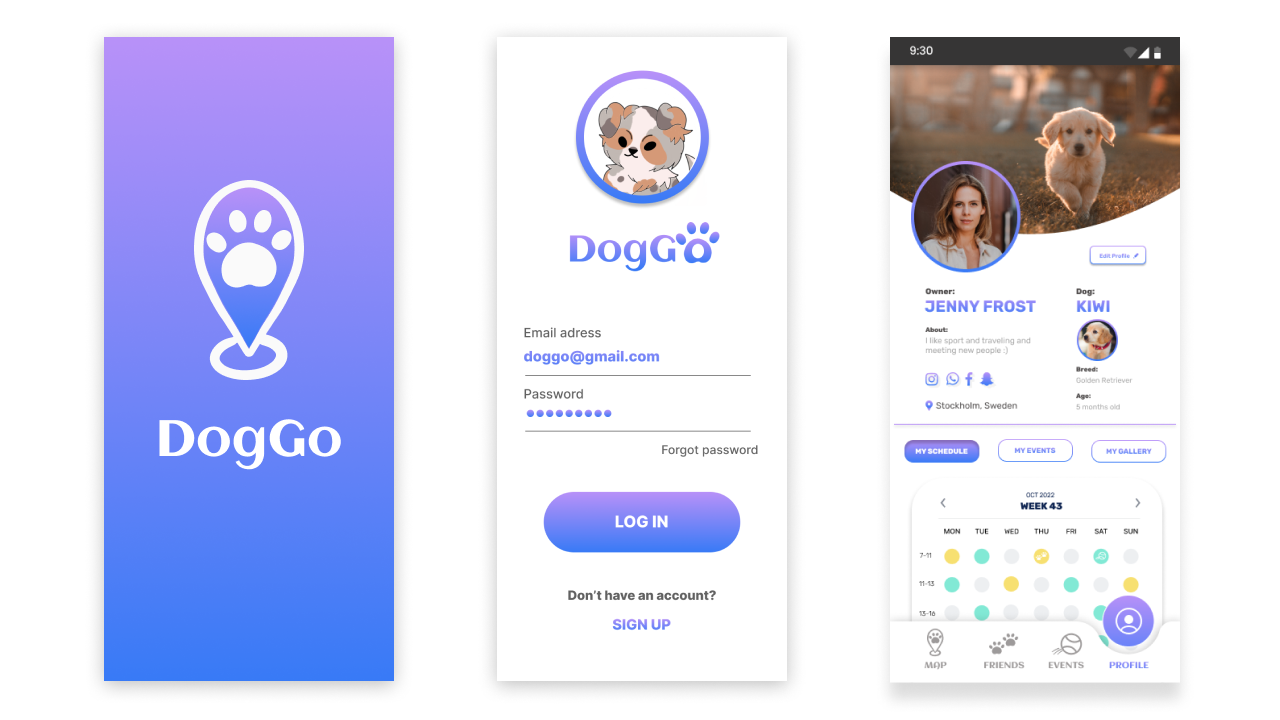 DogGo
DogGo
Email adress
doggo@gmail.com
Password
Forgot password
LOG IN
Don't have an account?
SIGN UP
9:30
Edit Profile
Owner:
JENNY FROST
About:
I like sport and traveling and
meeting new people :)
Stockholm, Sweden
Dog:
KIWI
Breed:
Golden Retriever
Age:
5 months old
MY SCHEDULE MY EVENTS MY GALLERY
OCT 2022
WEEK 43
MON TUE WED THU FRI SAT SUN
7-11
11-13
13-16
MAP FRIENDS EVENTS PROFILE